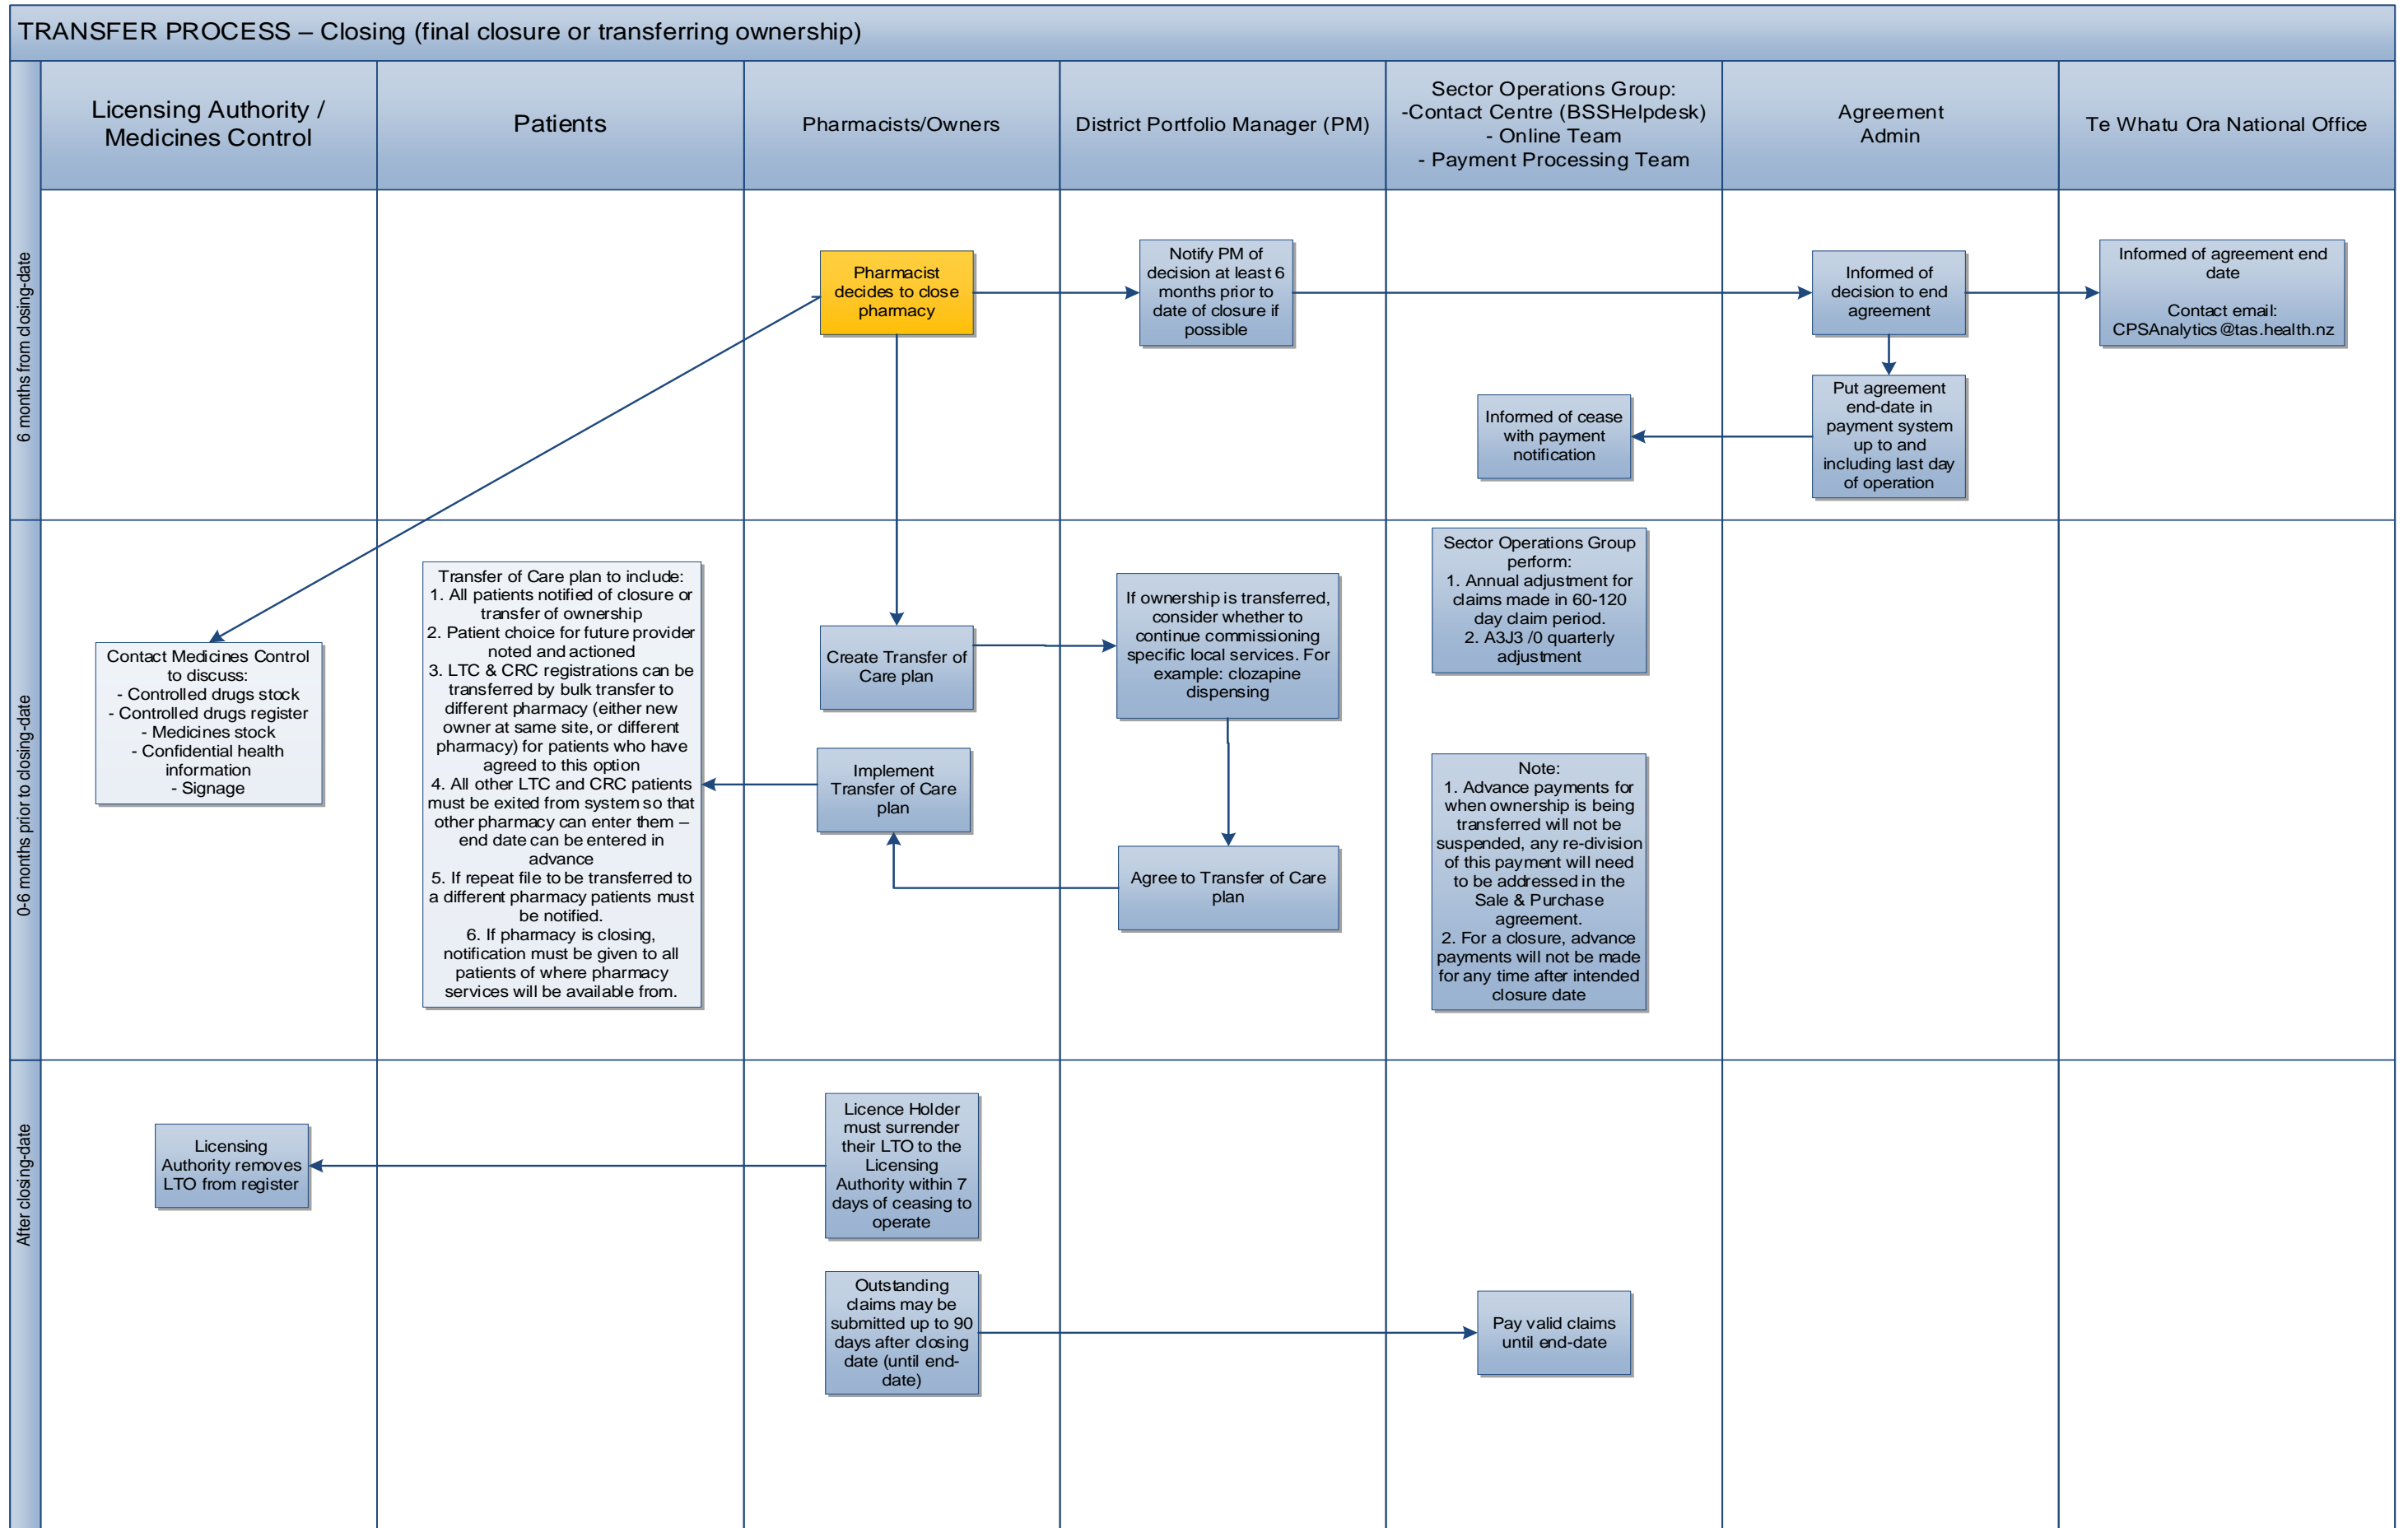 TRANSFER PROCESS – Closing (final closure or transferring ownership)
Licensing Authority /
Medicines Control
Patients
Pharmacists/Owners
District Portfolio Manager (PM)
Sector Operations Group:
-Contact Centre (BSSHelpdesk)
- Online Team
- Payment Processing Team
Agreement
Admin
Te Whatu Ora National Office
6 months from closing-date
Pharmacist
decides to close
pharmacy
Notify PM of
decision at least 6
months prior to
date of closure if
possible
Informed of
decision to end
agreement
Informed of agreement end
date
Contact email:
CPSAnalytics@tas.health.nz
Informed of cease
with payment
notification
Put agreement
end-date in
payment system
up to and
including last day
of operation
0-6 months prior to closing-date
Contact Medicines Control
to discuss:
- Controlled drugs stock
- Controlled drugs register
- Medicines stock
- Confidential health
information
- Signage
Transfer of Care plan to include:
1. All patients notified of closure or
transfer of ownership
2. Patient choice for future provider
noted and actioned
3. LTC & CRC registrations can be
transferred by bulk transfer to
different pharmacy (either new
owner at same site, or different
pharmacy) for patients who have
agreed to this option
4. All other LTC and CRC patients
must be exited from system so that
other pharmacy can enter them –
end date can be entered in
advance
5. If repeat file to be transferred to
a different pharmacy patients must
be notified.
6. If pharmacy is closing,
notification must be given to all
patients of where pharmacy
services will be available from.
Create Transfer of
Care plan
Implement
Transfer of Care
plan
If ownership is transferred,
consider whether to
continue commissioning
specific local services. For
example: clozapine
dispensing
Agree to Transfer of Care
plan
Sector Operations Group
perform:
1. Annual adjustment for
claims made in 60-120
day claim period.
2. A3J3 /0 quarterly
adjustment
Note:
1. Advance payments for
when ownership is being
transferred will not be
suspended, any re-division
of this payment will need
to be addressed in the
Sale & Purchase
agreement.
2. For a closure, advance
payments will not be made
for any time after intended
closure date
After closing-date
Licensing
Authority removes
LTO from register
Licence Holder
must surrender
their LTO to the
Licensing
Authority within 7
days of ceasing to
operate
Outstanding
claims may be
submitted up to 90
days after closing
date (until end-
date)
Pay valid claims
until end-date